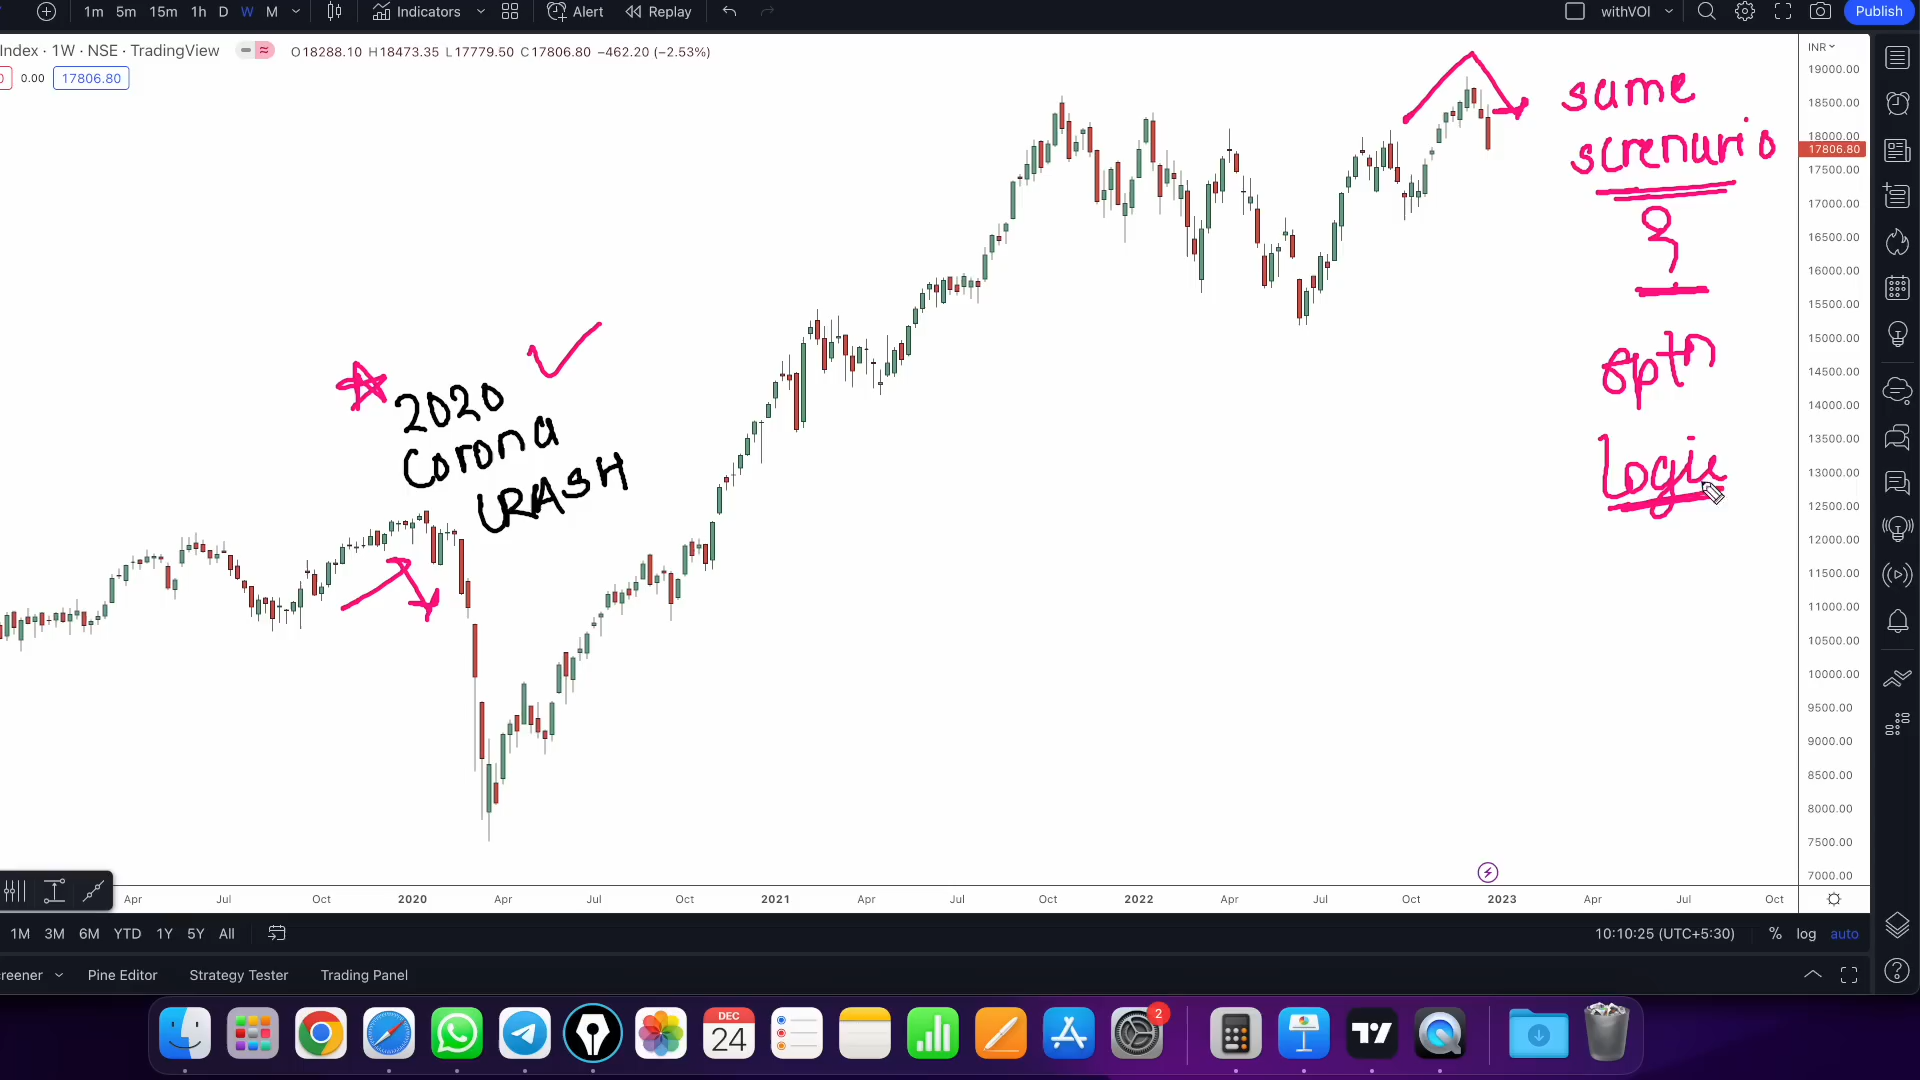 1m 5m 15m 1h D W M Indicators Alert Replay withVOI Publish
Index · 1W · NSE · TradingView O18288.10 H18473.35 L17779.50 C17806.80 −462.20 (−2.53%)
0 0.00 17806.80
INR
19000.00
18500.00
18000.00
17806.80
17500.00
17000.00
16500.00
16000.00
15500.00
15000.00
14500.00
14000.00
13500.00
13000.00
12500.00
12000.00
11500.00
11000.00
10500.00
10000.00
9500.00
9000.00
8500.00
8000.00
7500.00
7000.00
same
screnario
?
optn
Logic
2020
Corona
CRASH
Apr Jul Oct 2020 Apr Jul Oct 2021 Apr Jul Oct 2022 Apr Jul Oct 2023 Apr Jul Oct
1M 3M 6M YTD 1Y 5Y All 10:10:25 (UTC+5:30) % log auto
reener Pine Editor Strategy Tester Trading Panel
DEC
24
2